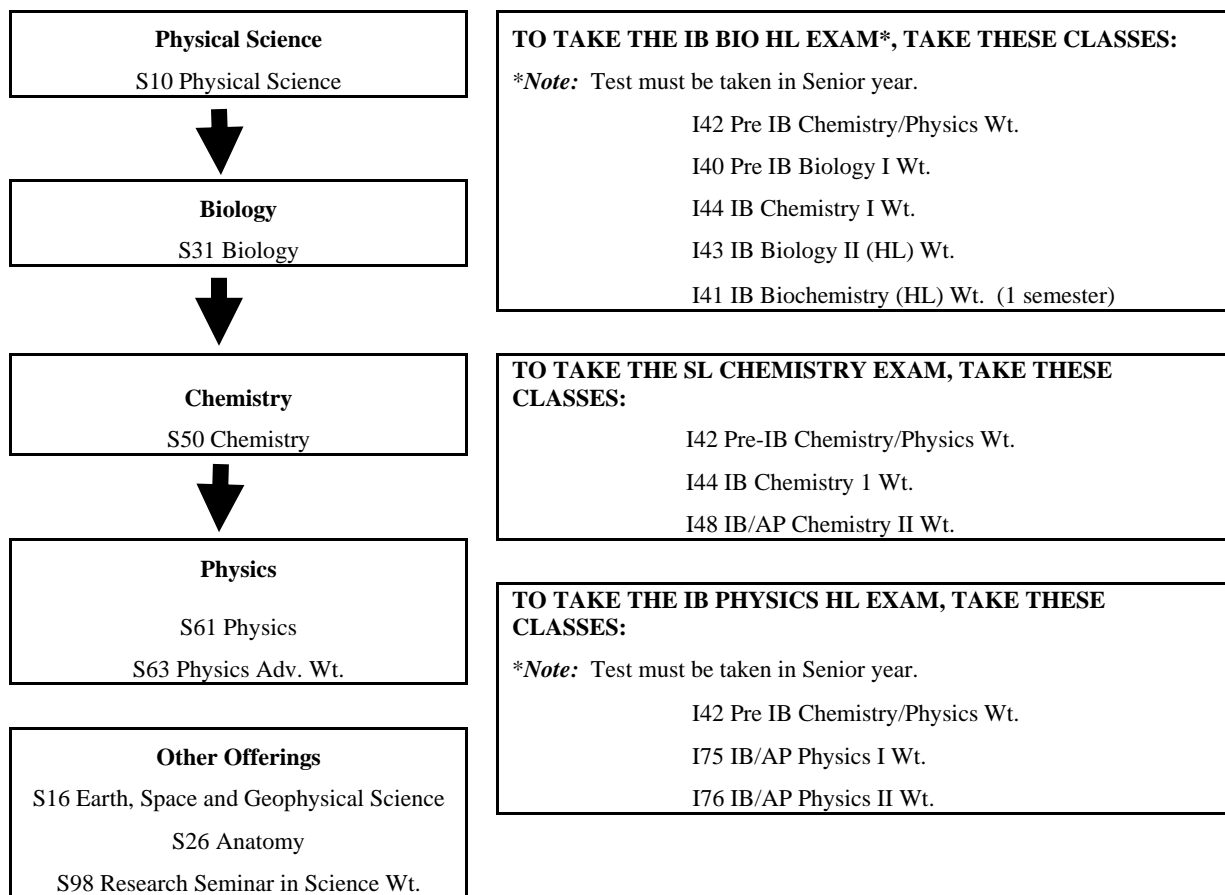 Physical Science
S10 Physical Science
Biology
S31 Biology
Chemistry
S50 Chemistry
Physics
S61 Physics
S63 Physics Adv. Wt.
Other Offerings
S16 Earth, Space and Geophysical Science
S26 Anatomy
S98 Research Seminar in Science Wt.
TO TAKE THE IB BIO HL EXAM*, TAKE THESE CLASSES:
*Note: Test must be taken in Senior year.
I42 Pre IB Chemistry/Physics Wt.
I40 Pre IB Biology I Wt.
I44 IB Chemistry I Wt.
I43 IB Biology II (HL) Wt.
I41 IB Biochemistry (HL) Wt. (1 semester)
TO TAKE THE SL CHEMISTRY EXAM, TAKE THESE
CLASSES:
I42 Pre-IB Chemistry/Physics Wt.
I44 IB Chemistry 1 Wt.
I48 IB/AP Chemistry II Wt.
TO TAKE THE IB PHYSICS HL EXAM, TAKE THESE
CLASSES:
*Note: Test must be taken in Senior year.
I42 Pre IB Chemistry/Physics Wt.
I75 IB/AP Physics I Wt.
I76 IB/AP Physics II Wt.